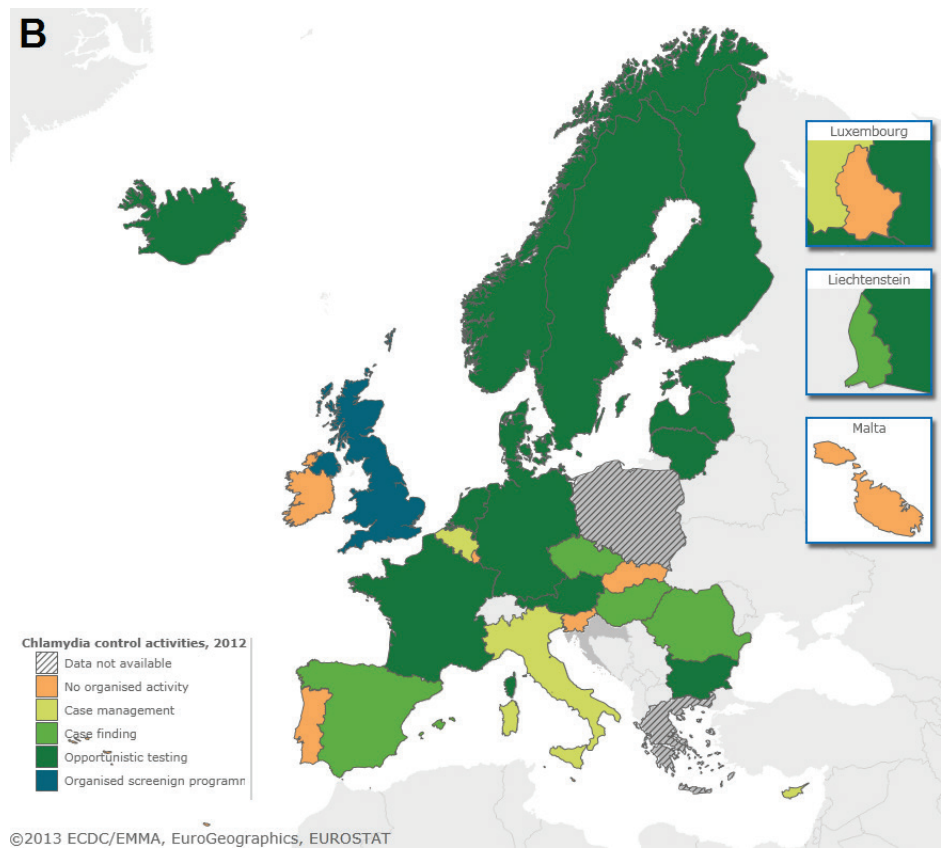 B
Luxembourg
Liechtenstein
Malta
Chlamydia control activities, 2012
Data not available
No organised activity
Case management
Case finding
Opportunistic testing
Organised screenign programn
©2013 ECDC/EMMA, EuroGeographics, EUROSTAT